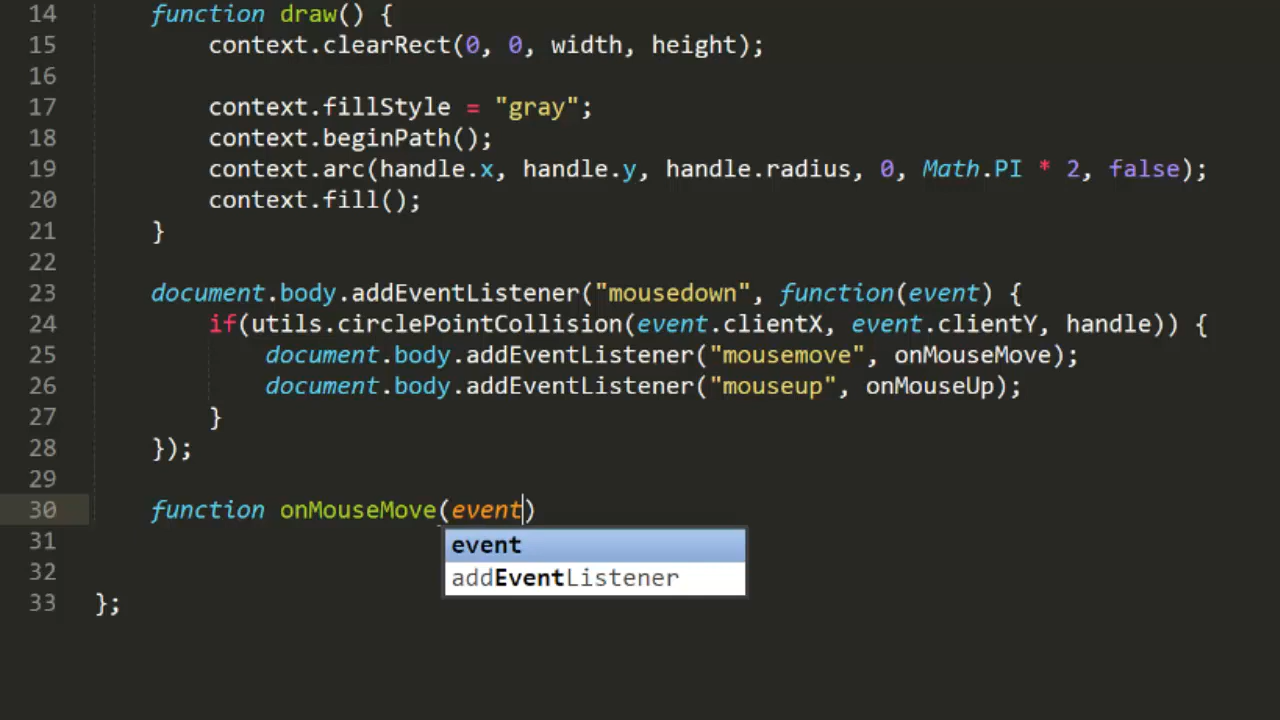 14 function draw() {
15 context.clearRect(0, 0, width, height);
16
17 context.fillStyle = "gray";
18 context.beginPath();
19 context.arc(handle.x, handle.y, handle.radius, 0, Math.PI * 2, false);
20 context.fill();
21 }
22
23 document.body.addEventListener("mousedown", function(event) {
24 if(utils.circlePointCollision(event.clientX, event.clientY, handle)) {
25 document.body.addEventListener("mousemove", onMouseMove);
26 document.body.addEventListener("mouseup", onMouseUp);
27 }
28 });
29
30 function onMouseMove(event)
event
31
addEventListener
32
33 };